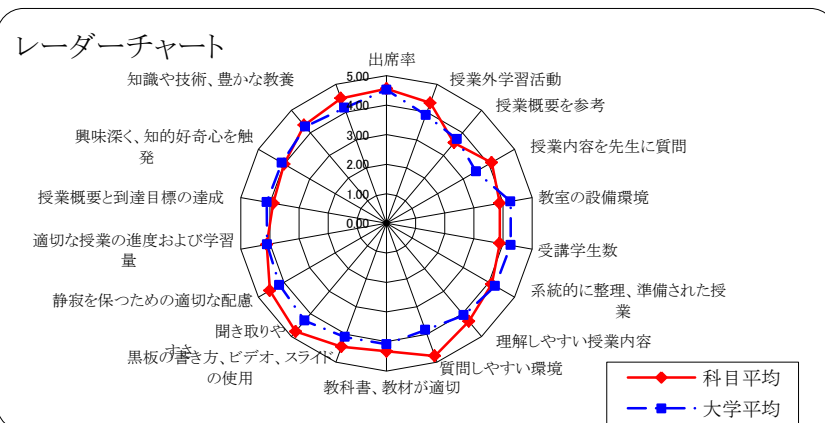 レーダーチャート
出席率
授業外学習活動
授業概要を参考
授業内容を先生に質問
教室の設備環境
受講学生数
系統的に整理、準備された授
業
理解しやすい授業内容
質問しやすい環境
教科書、教材が適切
黒板の書き方、ビデオ、スライド
の使用
聞き取りや
すさ
静寂を保つための適切な配慮
適切な授業の進度および学習
量
授業概要と到達目標の達成
興味深く、知的好奇心を触
発
知識や技術、豊かな教養
5.00
4.00
3.00
2.00
1.00
0.00
科目平均
大学平均